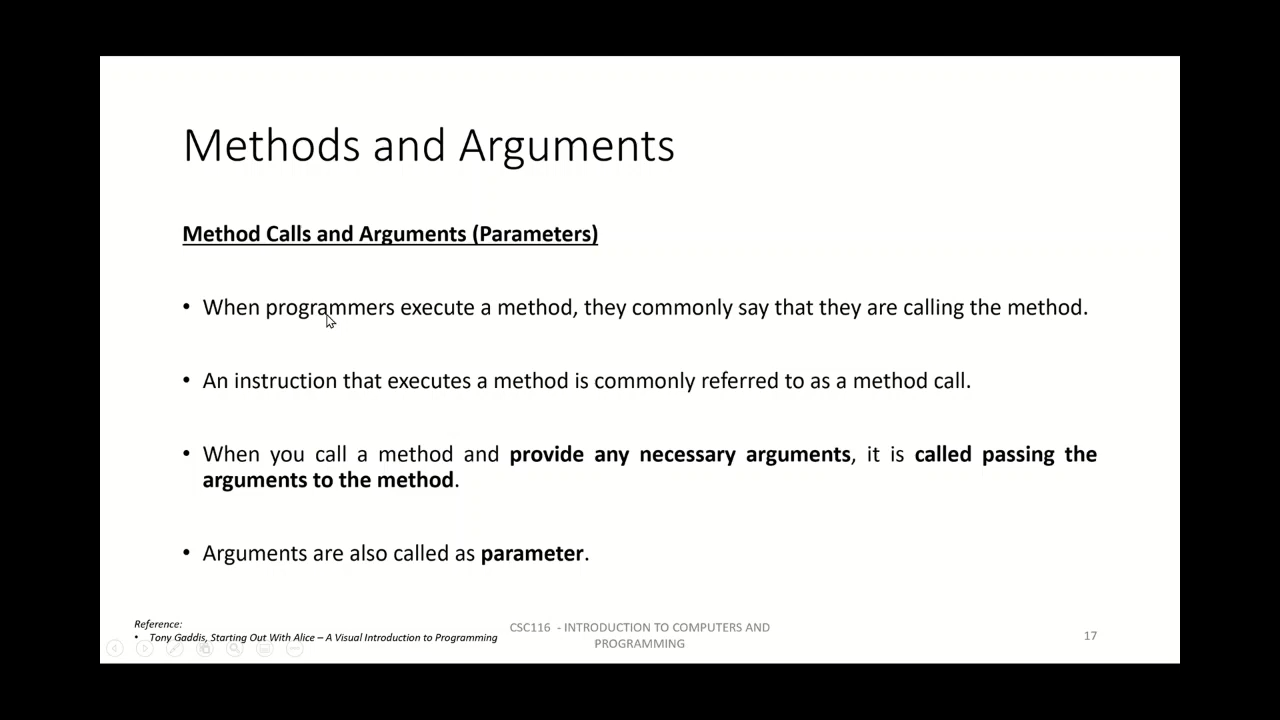 Methods and Arguments
Method Calls and Arguments (Parameters)
• When programmers execute a method, they commonly say that they are calling the method.
• An instruction that executes a method is commonly referred to as a method call.
• When you call a method and provide any necessary arguments, it is called passing the
arguments to the method.
• Arguments are also called as parameter.
Reference:
• Tony Gaddis, Starting Out With Alice – A Visual Introduction to Programming
CSC116 - INTRODUCTION TO COMPUTERS AND
PROGRAMMING
17